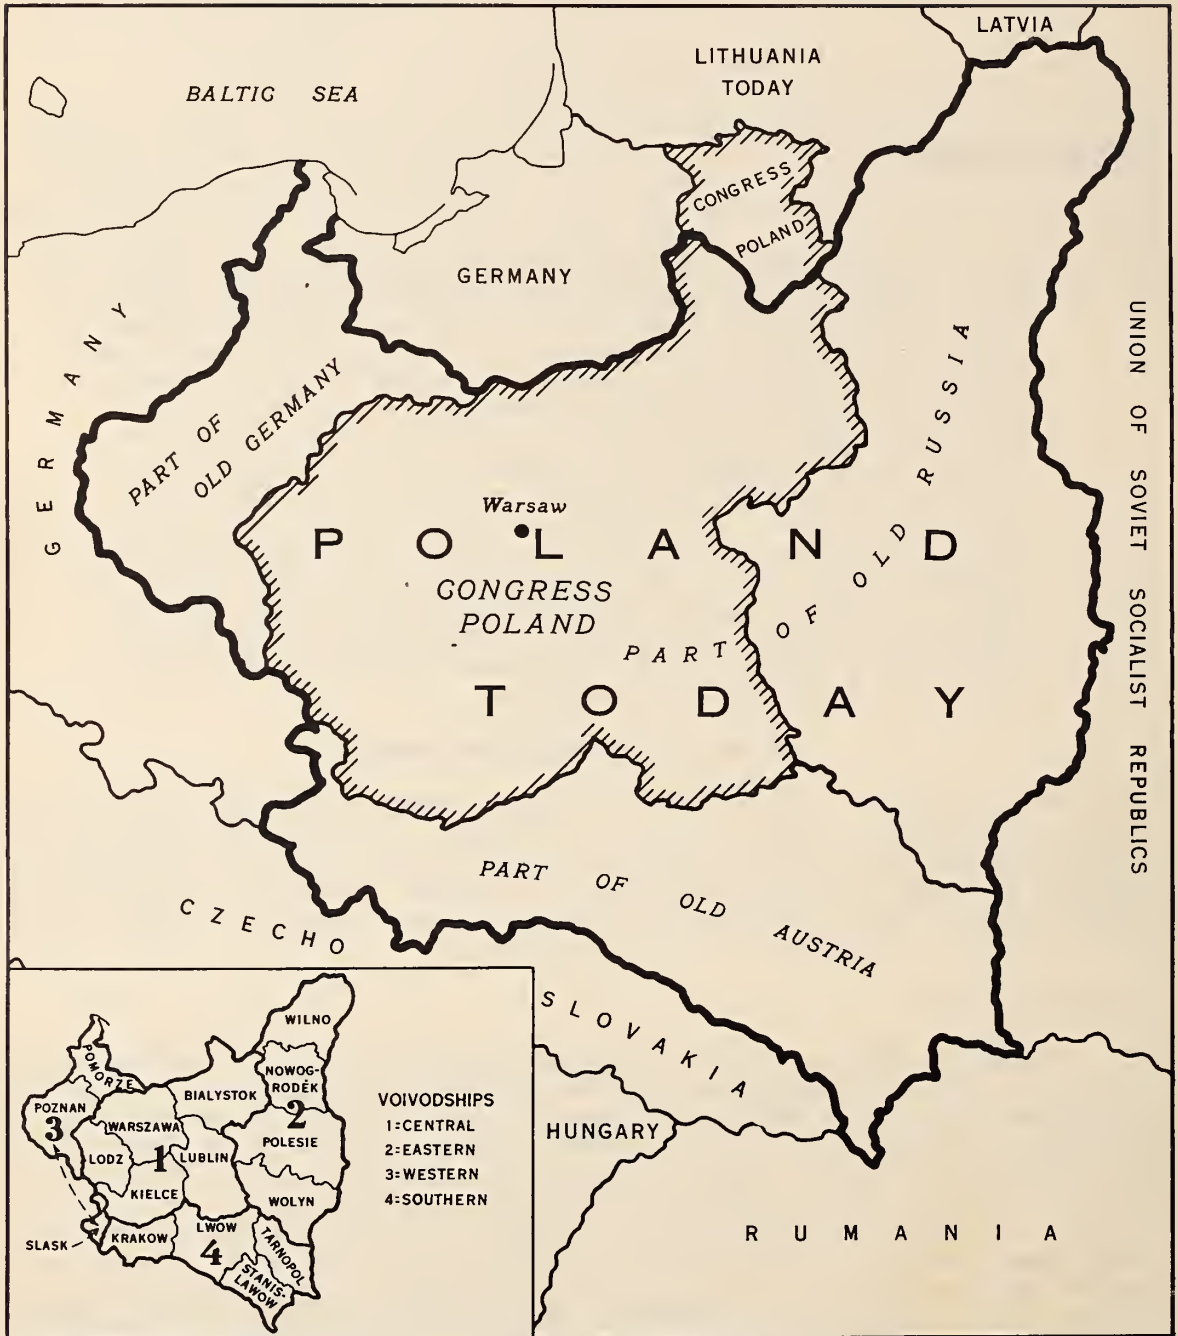 LATVIA
LITHUANIA
TODAY
BALTIC SEA
CONGRESS
POLAND
GERMANY
GERMANY
PART OF
OLD GERMANY
PART OF OLD RUSSIA
UNION OF SOVIET SOCIALIST REPUBLICS
Warsaw
POLAND
CONGRESS
POLAND
TODAY
PART OF OLD AUSTRIA
CZECHO
SLOVAKIA
HUNGARY
RUMANIA
WILNO
POMORZE
NOWOG-
RODÉK
BIALYSTOK
POZNAN
3
WARSZAWA
2
POLESIE
LODZ
1
LUBLIN
KIELCE
WOLYN
SLASK
KRAKOW
LWOW
4
TARNOPOL
STANIS-
LAWOW
VOIVODSHIPS
1=CENTRAL
2=EASTERN
3=WESTERN
4=SOUTHERN